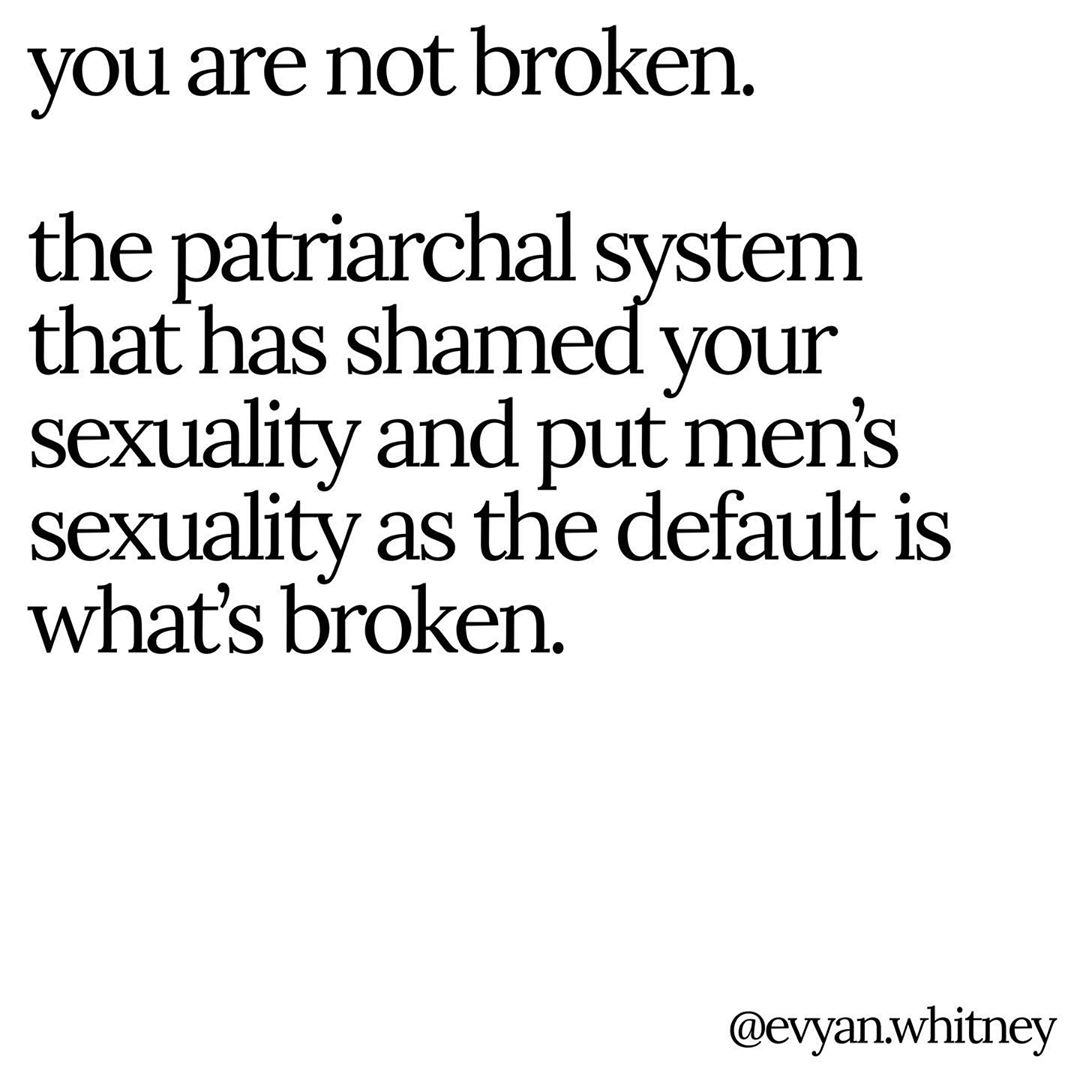 you are not broken.
the patriarchal system
that has shamed your
sexuality and put men’s
sexuality as the default is
what’s broken.
@evyan.whitney